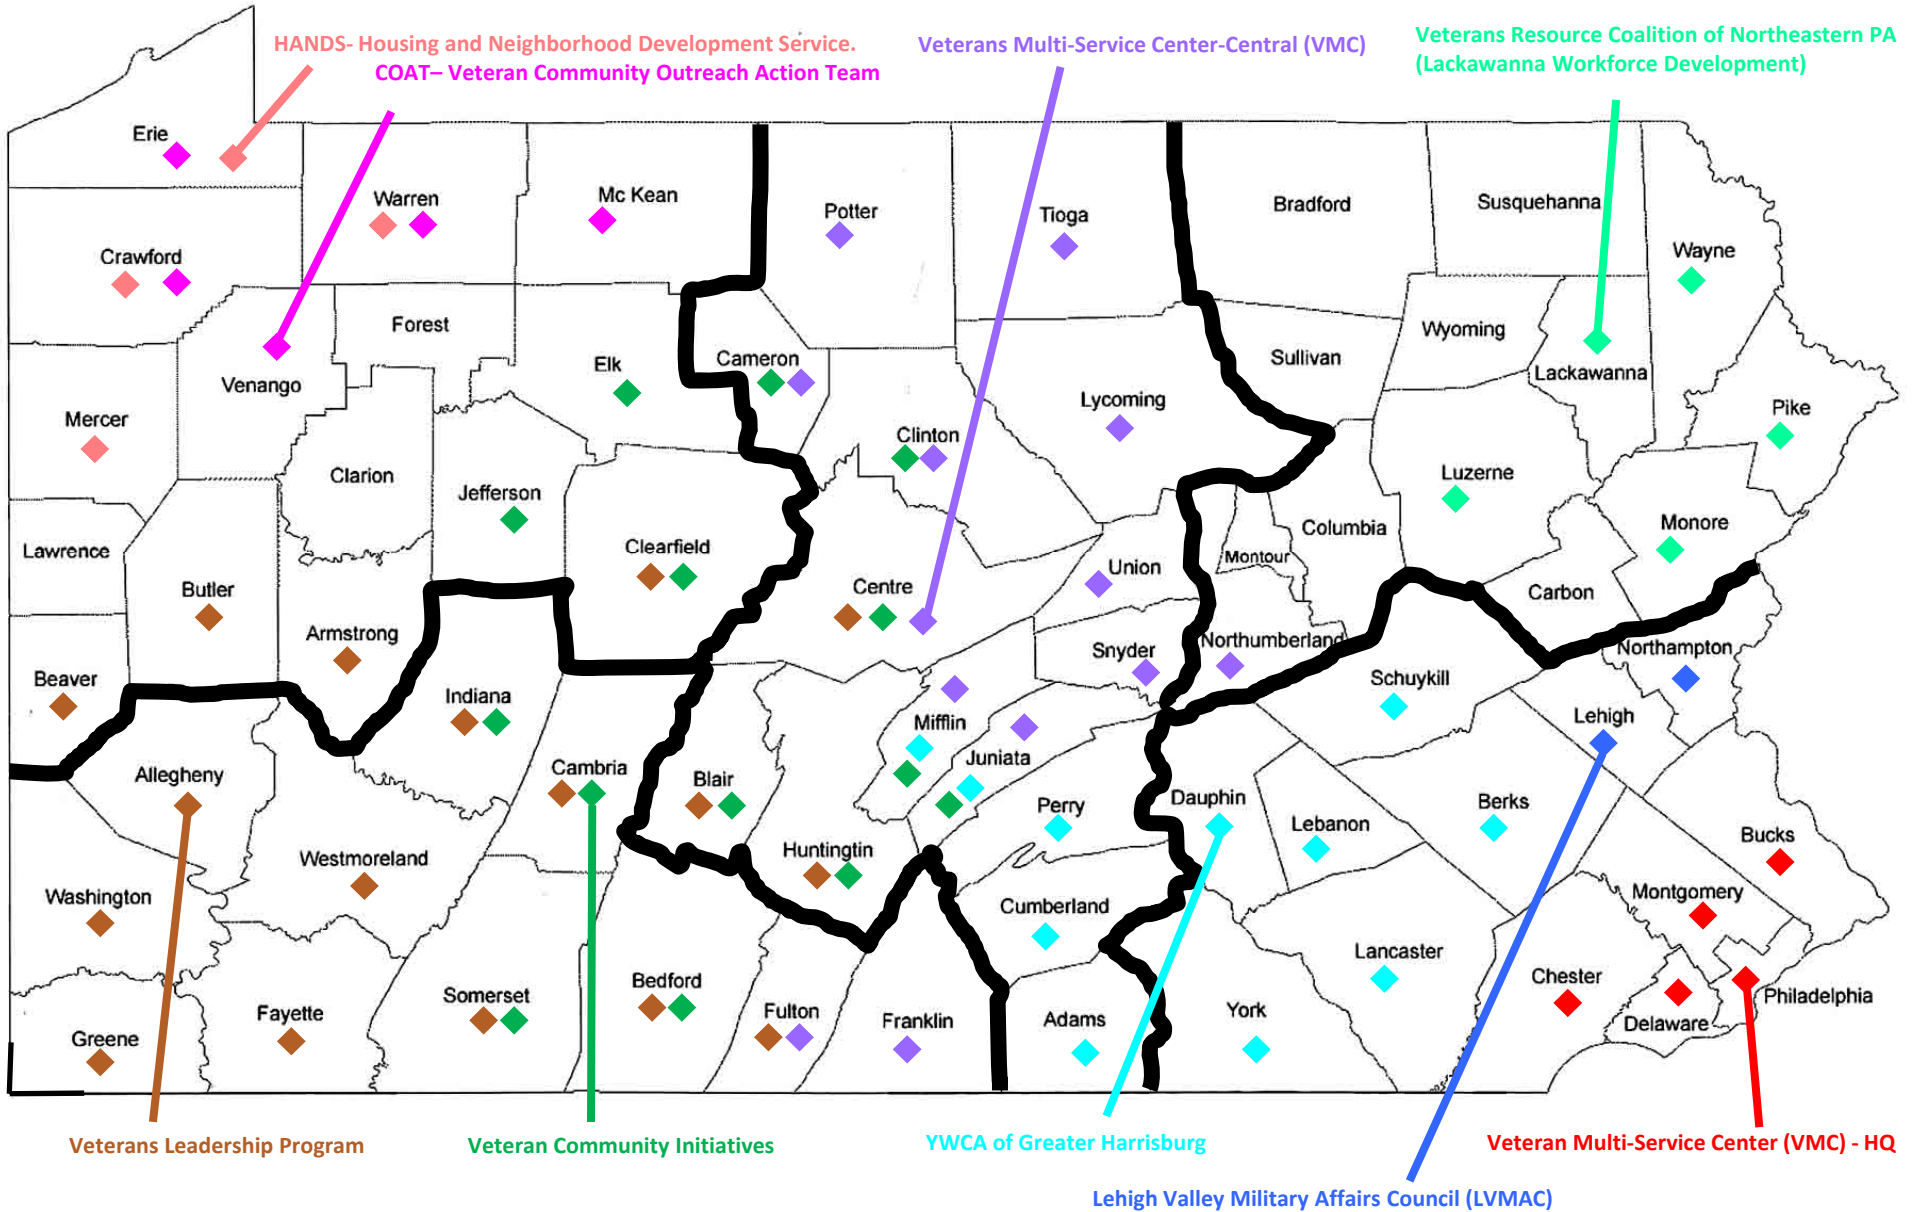 HANDS- Housing and Neighborhood Development Service.
COAT– Veteran Community Outreach Action Team
Veterans Multi-Service Center-Central (VMC)
Veterans Resource Coalition of Northeastern PA
(Lackawanna Workforce Development)
Erie
Warren
Mc Kean
Potter
Tioga
Bradford
Susquehanna
Wayne
Crawford
Forest
Venango
Elk
Cameron
Sullivan
Wyoming
Lackawanna
Pike
Mercer
Clarion
Jefferson
Clinton
Lycoming
Luzerne
Monore
Lawrence
Clearfield
Centre
Union
Montour
Columbia
Carbon
Butler
Armstrong
Snyder
Northumberland
Northampton
Beaver
Indiana
Mifflin
Juniata
Schuykill
Lehigh
Allegheny
Cambria
Blair
Perry
Dauphin
Lebanon
Berks
Bucks
Westmoreland
Huntingtin
Washington
Cumberland
Montgomery
Lancaster
Chester
Philadelphia
Greene
Fayette
Somerset
Bedford
Fulton
Franklin
Adams
York
Delaware
Veterans Leadership Program
Veteran Community Initiatives
YWCA of Greater Harrisburg
Veteran Multi-Service Center (VMC) - HQ
Lehigh Valley Military Affairs Council (LVMAC)